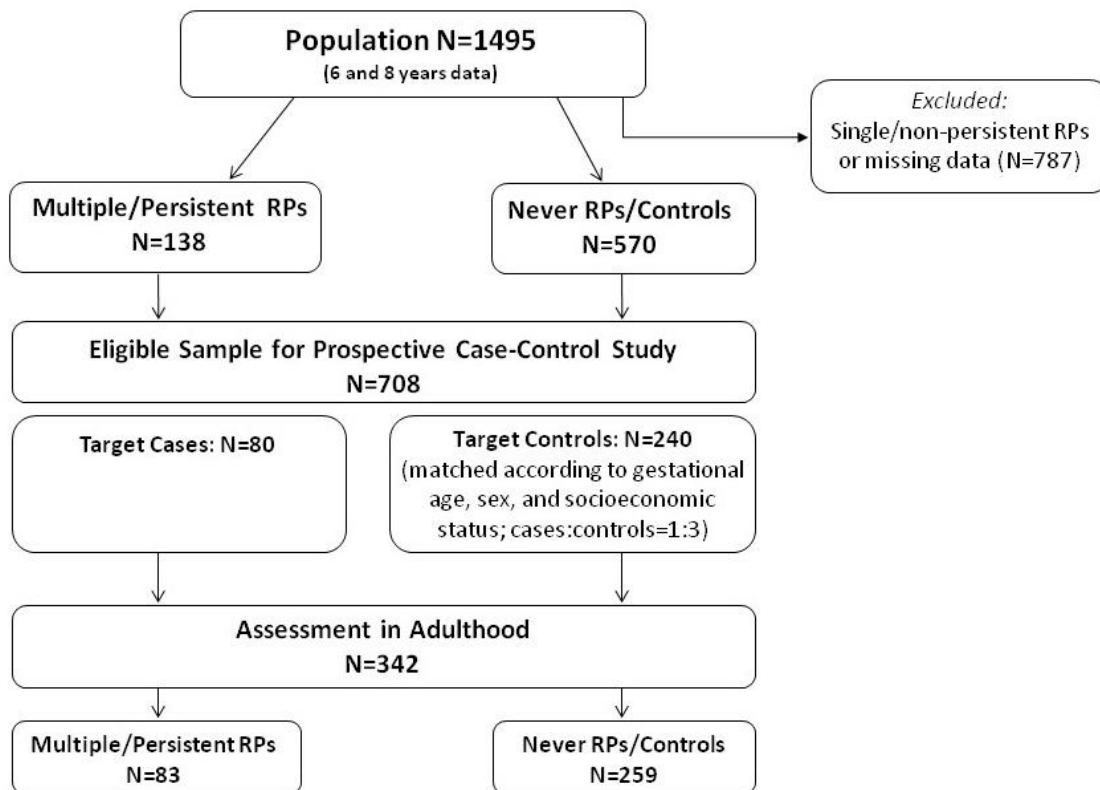 Population N=1495
(6 and 8 years data)
Excluded:
Single/non-persistent RPs
or missing data (N=787)
Multiple/Persistent RPs
N=138
Never RPs/Controls
N=570
Eligible Sample for Prospective Case-Control Study
N=708
Target Cases: N=80
Target Controls: N=240
(matched according to gestational
age, sex, and socioeconomic
status; cases:controls=1:3)
Assessment in Adulthood
N=342
Multiple/Persistent RPs
N=83
Never RPs/Controls
N=259